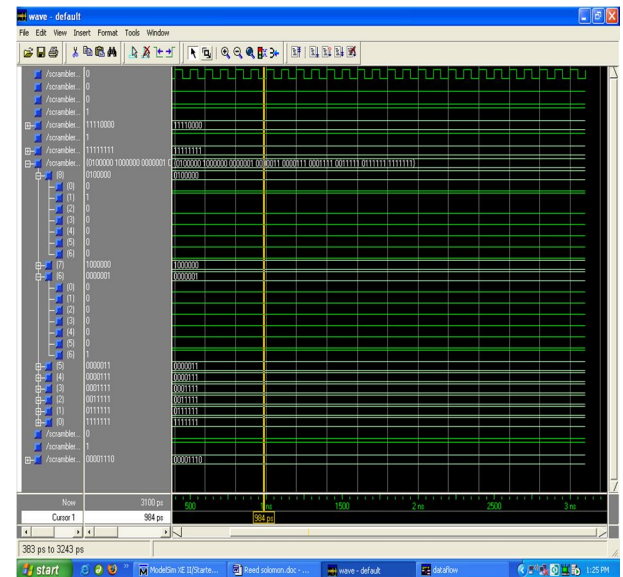 wave - default
File Edit View Insert Format Tools Window
/scrambler... 0
/scrambler... 0
/scrambler... 0
/scrambler... 1
/scrambler... 11110000 11110000
/scrambler... 1
/scrambler... 11111111 11111111
/scrambler... {0100000 1000000 0000001 0 {0100000 1000000 0000001 0000011 0000111 0001111 0011111 0111111 1111111}
(8) 0100000 0100000
(0) 0
(1) 1
(2) 0
(3) 0
(4) 0
(5) 0
(6) 0
(7) 1000000 1000000
(6) 0000001 0000001
(0) 0
(1) 0
(2) 0
(3) 0
(4) 0
(5) 0
(6) 1
(5) 0000011 0000011
(4) 0000111 0000111
(3) 0001111 0001111
(2) 0011111 0011111
(1) 0111111 0111111
(0) 1111111 1111111
/scrambler... 0
/scrambler... 1
/scrambler... 00001110 00001110
Now 3100 ps 500 1 ns 1500 2 ns 2500 3 ns
Cursor 1 984 ps 984 ps
383 ps to 3243 ps
start ModelSim XE II/Starte... Reed solomon.doc - ... wave - default dataflow 1:25 PM